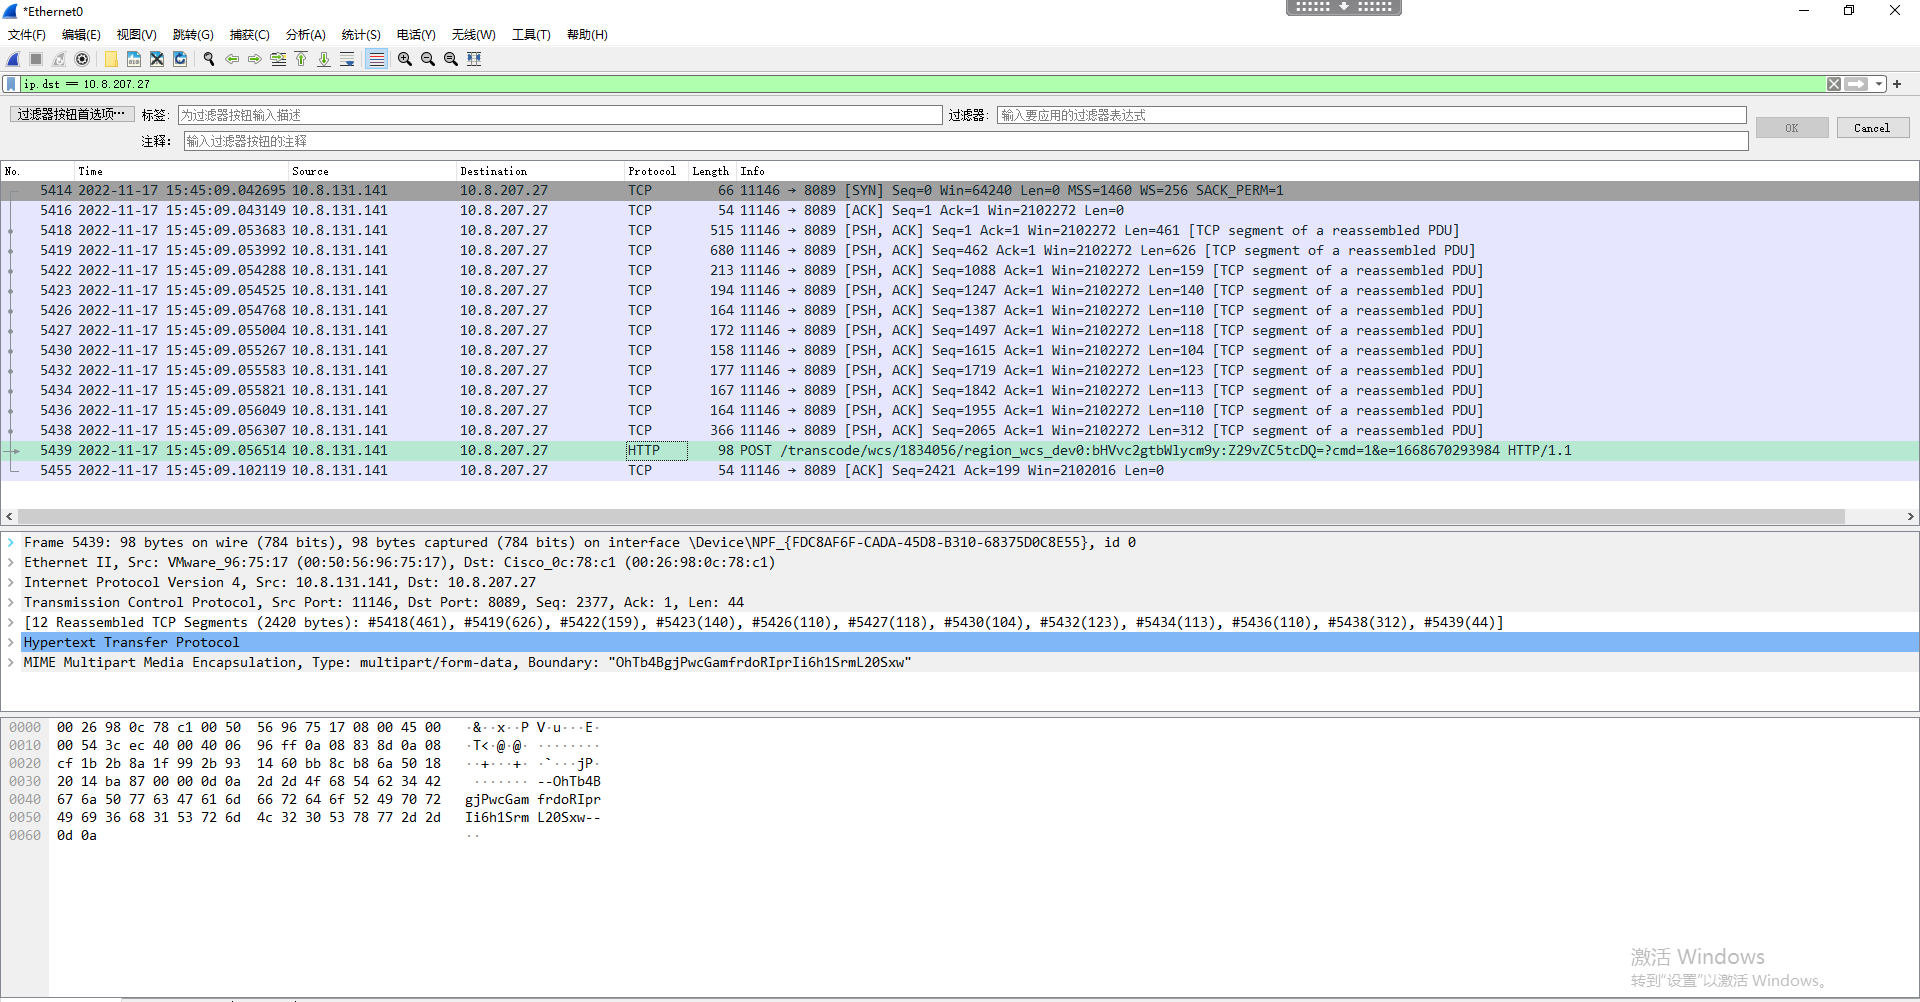 *Ethernet0
文件(F) 编辑(E) 视图(V) 跳转(G) 捕获(C) 分析(A) 统计(S) 电话(Y) 无线(W) 工具(T) 帮助(H)
ip.dst == 10.8.207.27
过滤器按钮首选项… 标签: 为过滤器按钮输入描述 过滤器: 输入要应用的过滤器表达式
注释: 输入过滤器按钮的注释 OK Cancel
No. Time Source Destination Protocol Length Info
5414 2022-11-17 15:45:09.042695 10.8.131.141 10.8.207.27 TCP 66 11146 → 8089 [SYN] Seq=0 Win=64240 Len=0 MSS=1460 WS=256 SACK_PERM=1
5416 2022-11-17 15:45:09.043149 10.8.131.141 10.8.207.27 TCP 54 11146 → 8089 [ACK] Seq=1 Ack=1 Win=2102272 Len=0
5418 2022-11-17 15:45:09.053683 10.8.131.141 10.8.207.27 TCP 515 11146 → 8089 [PSH, ACK] Seq=1 Ack=1 Win=2102272 Len=461 [TCP segment of a reassembled PDU]
5419 2022-11-17 15:45:09.053992 10.8.131.141 10.8.207.27 TCP 680 11146 → 8089 [PSH, ACK] Seq=462 Ack=1 Win=2102272 Len=626 [TCP segment of a reassembled PDU]
5422 2022-11-17 15:45:09.054288 10.8.131.141 10.8.207.27 TCP 213 11146 → 8089 [PSH, ACK] Seq=1088 Ack=1 Win=2102272 Len=159 [TCP segment of a reassembled PDU]
5423 2022-11-17 15:45:09.054525 10.8.131.141 10.8.207.27 TCP 194 11146 → 8089 [PSH, ACK] Seq=1247 Ack=1 Win=2102272 Len=140 [TCP segment of a reassembled PDU]
5426 2022-11-17 15:45:09.054768 10.8.131.141 10.8.207.27 TCP 164 11146 → 8089 [PSH, ACK] Seq=1387 Ack=1 Win=2102272 Len=110 [TCP segment of a reassembled PDU]
5427 2022-11-17 15:45:09.055004 10.8.131.141 10.8.207.27 TCP 172 11146 → 8089 [PSH, ACK] Seq=1497 Ack=1 Win=2102272 Len=118 [TCP segment of a reassembled PDU]
5430 2022-11-17 15:45:09.055267 10.8.131.141 10.8.207.27 TCP 158 11146 → 8089 [PSH, ACK] Seq=1615 Ack=1 Win=2102272 Len=104 [TCP segment of a reassembled PDU]
5432 2022-11-17 15:45:09.055583 10.8.131.141 10.8.207.27 TCP 177 11146 → 8089 [PSH, ACK] Seq=1719 Ack=1 Win=2102272 Len=123 [TCP segment of a reassembled PDU]
5434 2022-11-17 15:45:09.055821 10.8.131.141 10.8.207.27 TCP 167 11146 → 8089 [PSH, ACK] Seq=1842 Ack=1 Win=2102272 Len=113 [TCP segment of a reassembled PDU]
5436 2022-11-17 15:45:09.056049 10.8.131.141 10.8.207.27 TCP 164 11146 → 8089 [PSH, ACK] Seq=1955 Ack=1 Win=2102272 Len=110 [TCP segment of a reassembled PDU]
5438 2022-11-17 15:45:09.056307 10.8.131.141 10.8.207.27 TCP 366 11146 → 8089 [PSH, ACK] Seq=2065 Ack=1 Win=2102272 Len=312 [TCP segment of a reassembled PDU]
5439 2022-11-17 15:45:09.056514 10.8.131.141 10.8.207.27 HTTP 98 POST /transcode/wcs/1834056/region_wcs_dev0:bHVvc2gtbWlycm9y:Z29vZC5tcDQ=?cmd=1&e=1668670293984 HTTP/1.1
5455 2022-11-17 15:45:09.102119 10.8.131.141 10.8.207.27 TCP 54 11146 → 8089 [ACK] Seq=2421 Ack=199 Win=2102016 Len=0
Frame 5439: 98 bytes on wire (784 bits), 98 bytes captured (784 bits) on interface \Device\NPF_{FDC8AF6F-CADA-45D8-B310-68375D0C8E55}, id 0
Ethernet II, Src: VMware_96:75:17 (00:50:56:96:75:17), Dst: Cisco_0c:78:c1 (00:26:98:0c:78:c1)
Internet Protocol Version 4, Src: 10.8.131.141, Dst: 10.8.207.27
Transmission Control Protocol, Src Port: 11146, Dst Port: 8089, Seq: 2377, Ack: 1, Len: 44
[12 Reassembled TCP Segments (2420 bytes): #5418(461), #5419(626), #5422(159), #5423(140), #5426(110), #5427(118), #5430(104), #5432(123), #5434(113), #5436(110), #5438(312), #5439(44)]
Hypertext Transfer Protocol
MIME Multipart Media Encapsulation, Type: multipart/form-data, Boundary: "OhTb4BgjPwcGamfrdoRIprIi6h1SrmL20Sxw"
0000 00 26 98 0c 78 c1 00 50 56 96 75 17 08 00 45 00 ·&··x··P V·u···E·
0010 00 54 3c ec 40 00 40 06 96 ff 0a 08 83 8d 0a 08 ·T<·@·@· ········
0020 cf 1b 2b 8a 1f 99 2b 93 14 60 bb 8c b8 6a 50 18 ··+···+· ·`···jP·
0030 20 14 ba 87 00 00 0d 0a 2d 2d 4f 68 54 62 34 42 ······· --OhTb4B
0040 67 6a 50 77 63 47 61 6d 66 72 64 6f 52 49 70 72 gjPwcGam frdoRIpr
0050 49 69 36 68 31 53 72 6d 4c 32 30 53 78 77 2d 2d Ii6h1Srm L20Sxw--
0060 0d 0a ··
激活 Windows
转到"设置"以激活 Windows。